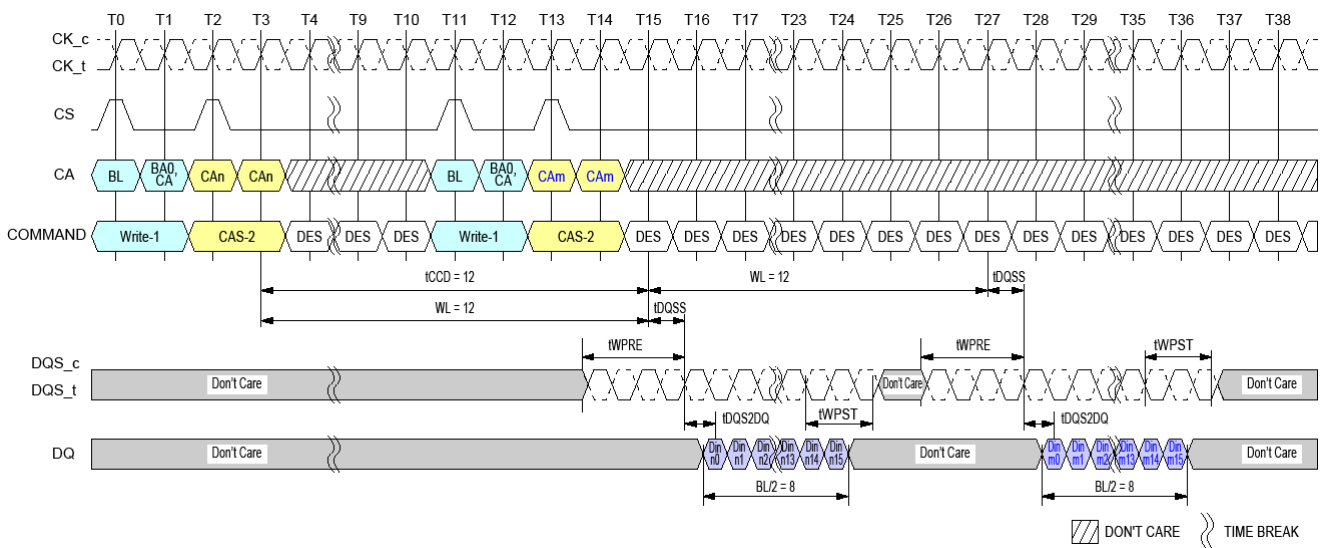 T0 T1 T2 T3 T4 T9 T10 T11 T12 T13 T14 T15 T16 T17 T23 T24 T25 T26 T27 T28 T29 T35 T36 T37 T38
CK_c
CK_t
CS
CA BL BA0, CA CAn CAn BL BA0, CA CAm CAm
COMMAND Write-1 CAS-2 DES DES DES Write-1 CAS-2 DES DES DES DES DES DES DES DES DES DES DES DES DES DES
tCCD = 12 WL = 12 tDQSS
WL = 12 tDQSS
tWPRE tWPRE tWPST
DQS_c
DQS_t Don't Care Don't Care Don't Care
tDQS2DQ tWPST tDQS2DQ
DQ Don't Care Din n0 Din n1 Din n2 Din n13 Din n14 Din n15 Don't Care Din m0 Din m1 Din m2 Din m13 Din m14 Din m15 Don't Care
BL/2 = 8 BL/2 = 8
DON'T CARE TIME BREAK